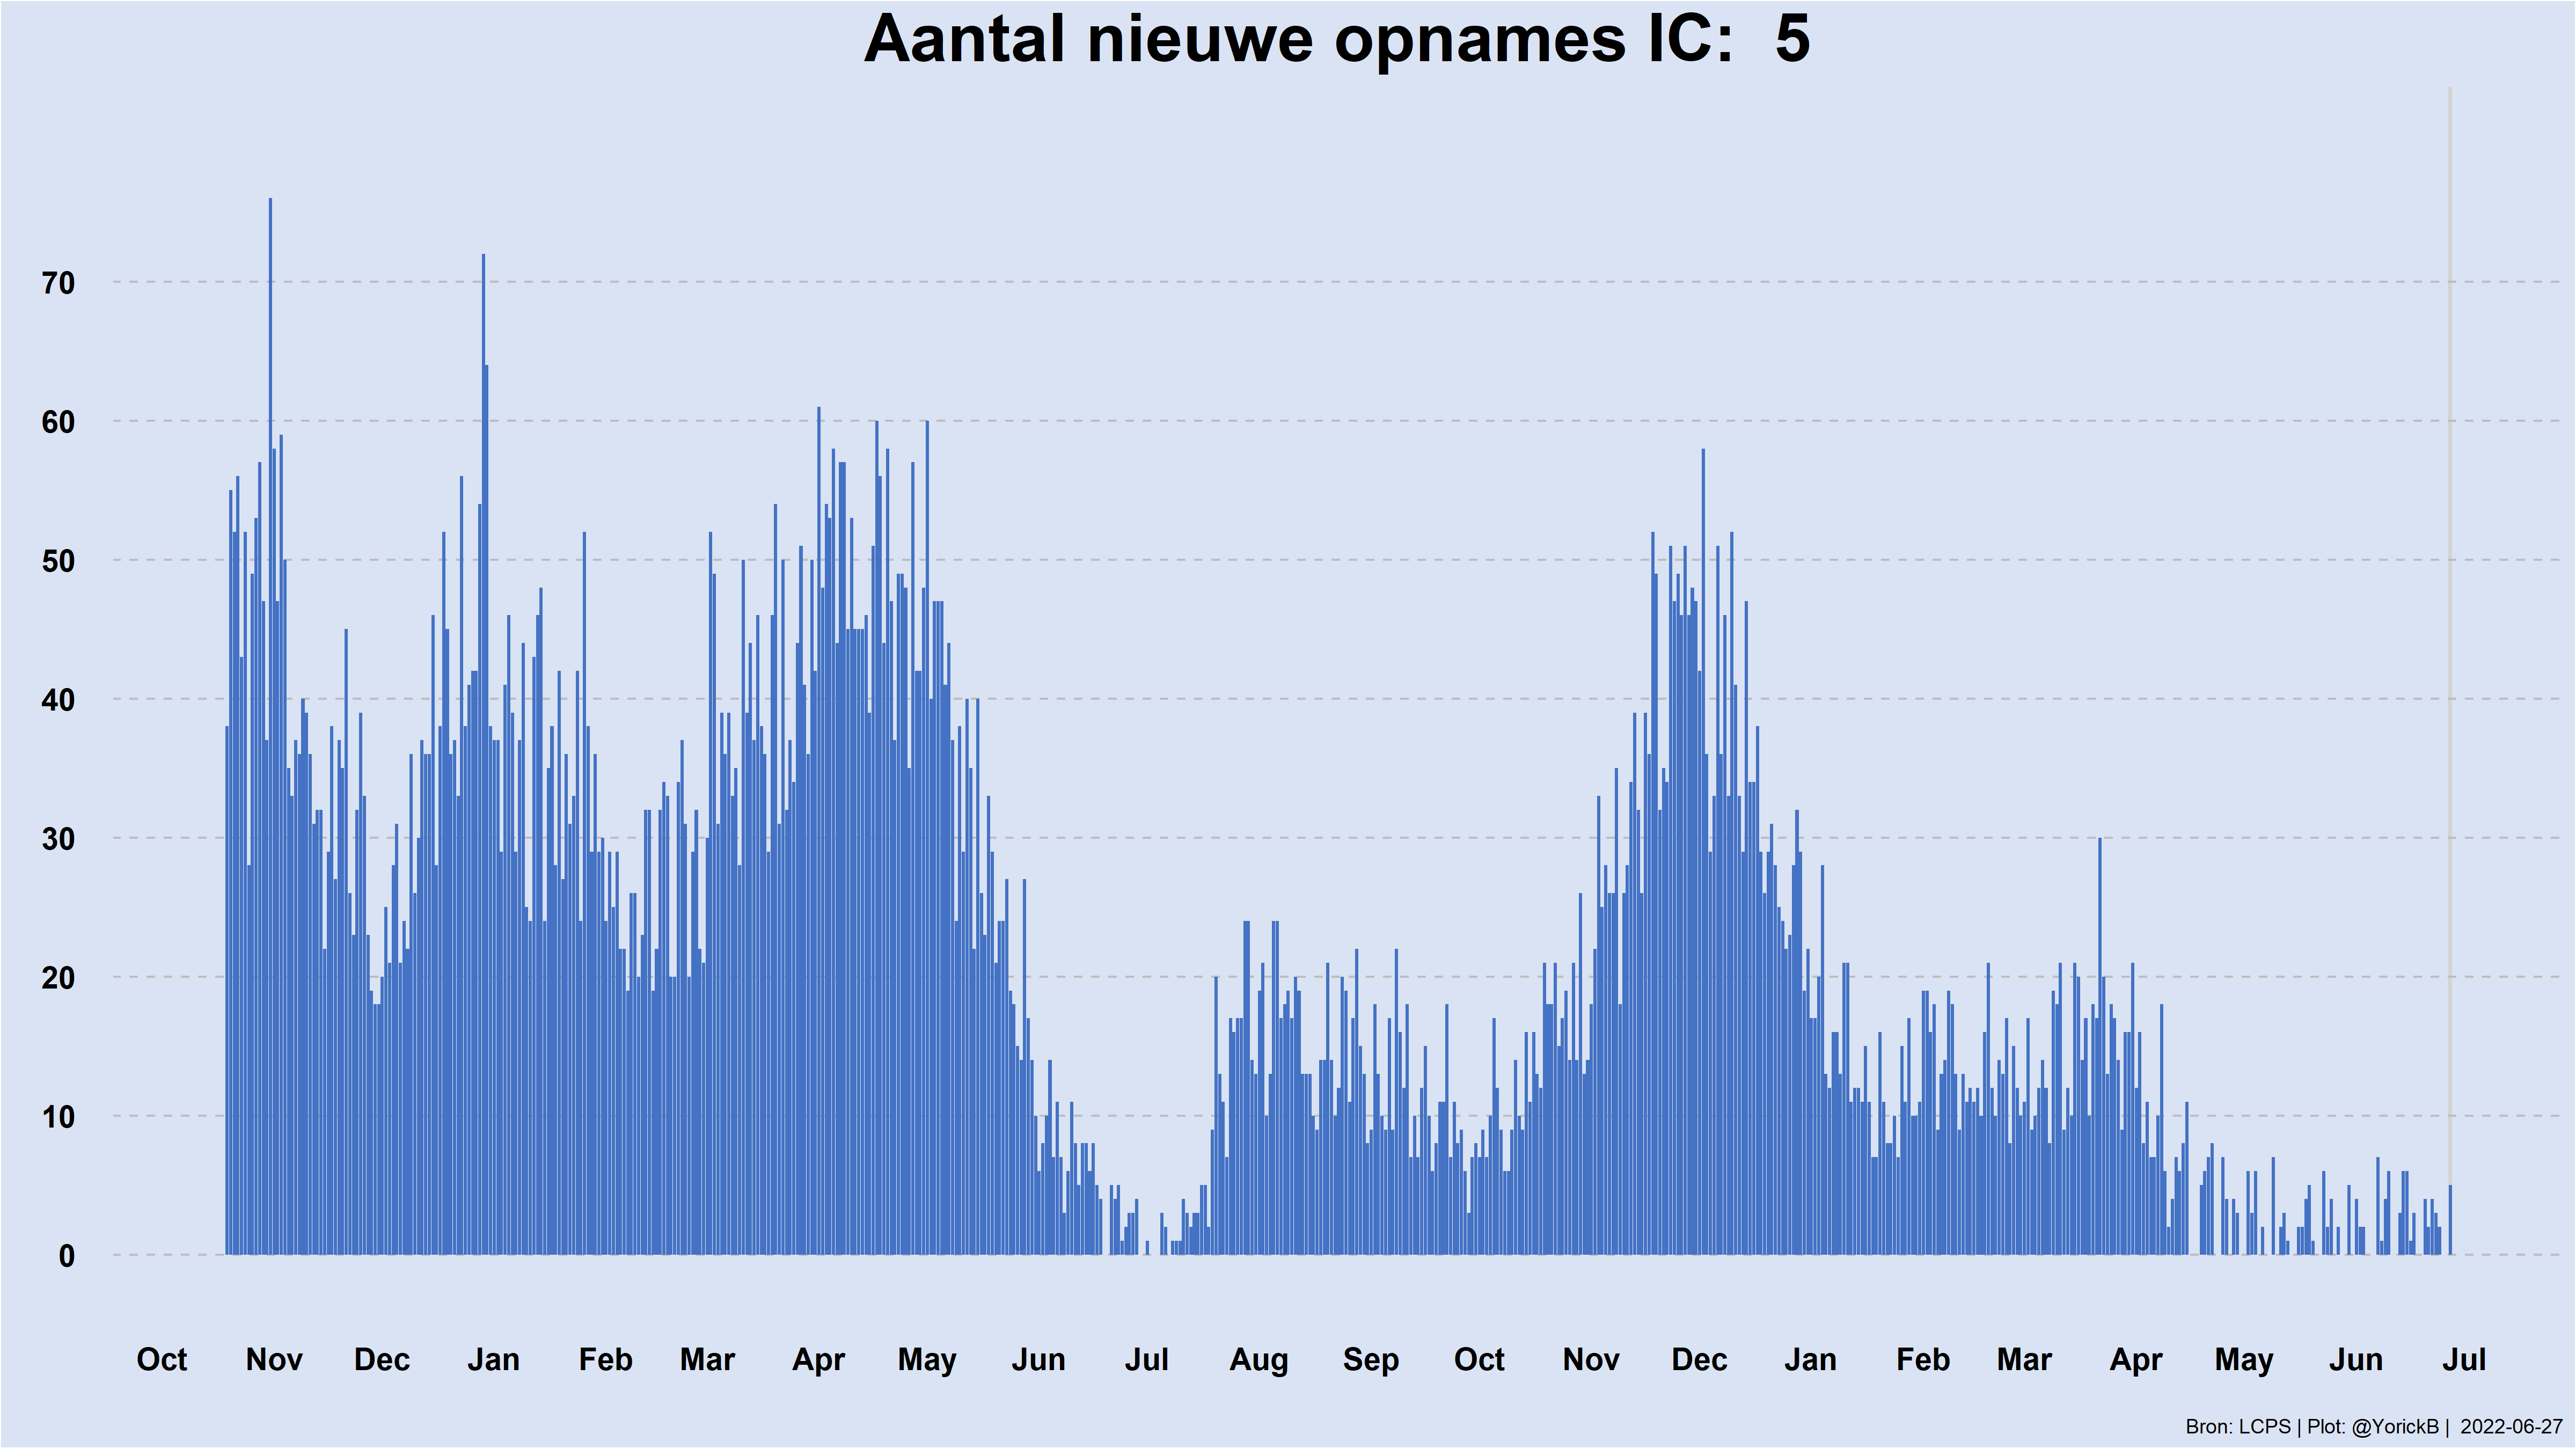 Aantal nieuwe opnames IC:  5
70
60
50
40
30
20
10
0
Oct Nov Dec Jan Feb Mar Apr May Jun Jul Aug Sep Oct Nov Dec Jan Feb Mar Apr May Jun Jul
Bron: LCPS | Plot: @YorickB |  2022-06-27